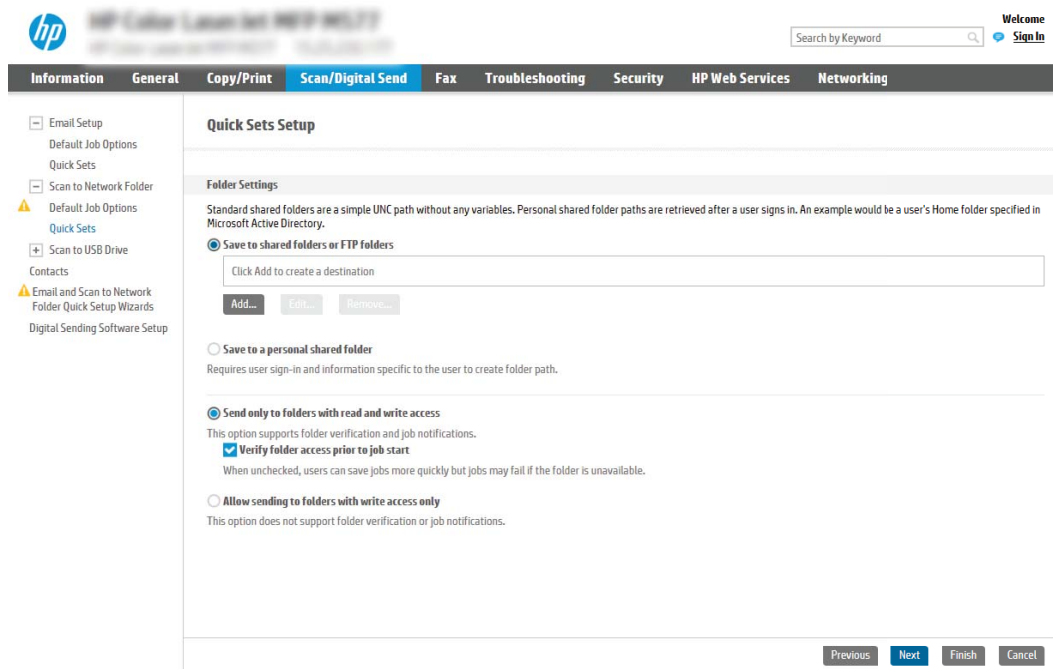 hp
Welcome
Search by Keyword
Sign In
Information General Copy/Print Scan/Digital Send Fax Troubleshooting Security HP Web Services Networking
Email Setup
Default Job Options
Quick Sets
Scan to Network Folder
Default Job Options
Quick Sets
Scan to USB Drive
Contacts
Email and Scan to Network
Folder Quick Setup Wizards
Digital Sending Software Setup
Quick Sets Setup
Folder Settings
Standard shared folders are a simple UNC path without any variables. Personal shared folder paths are retrieved after a user signs in. An example would be a user's Home folder specified in
Microsoft Active Directory.
Save to shared folders or FTP folders
Click Add to create a destination
Add... Edit... Remove...
Save to a personal shared folder
Requires user sign-in and information specific to the user to create folder path.
Send only to folders with read and write access
This option supports folder verification and job notifications.
Verify folder access prior to job start
When unchecked, users can save jobs more quickly but jobs may fail if the folder is unavailable.
Allow sending to folders with write access only
This option does not support folder verification or job notifications.
Previous Next Finish Cancel